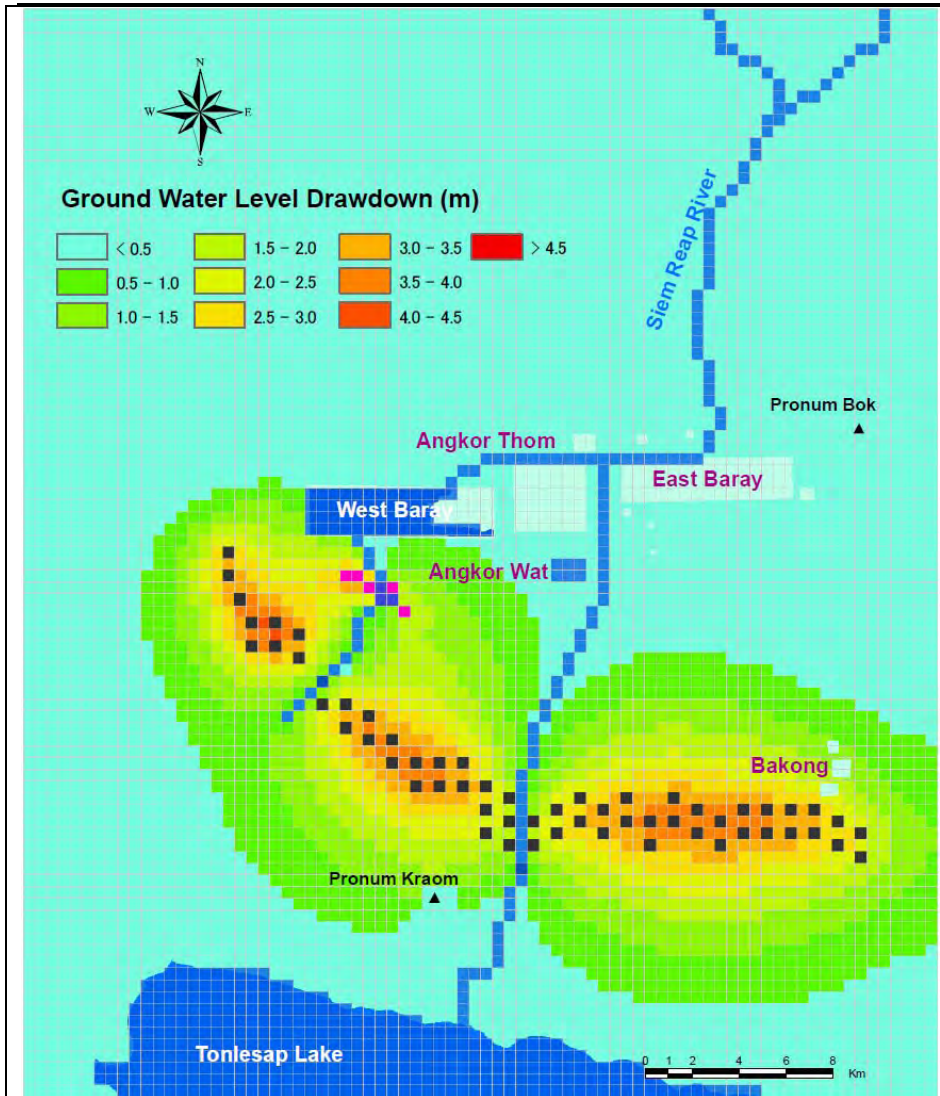 N
W E
S
Ground Water Level Drawdown (m)
< 0.5
1.5 - 2.0
3.0 - 3.5
> 4.5
0.5 - 1.0
2.0 - 2.5
3.5 - 4.0
1.0 - 1.5
2.5 - 3.0
4.0 - 4.5
Siem Reap River
Pronum Bok
Angkor Thom
East Baray
West Baray
Angkor Wat
Bakong
Pronum Kraom
Tonlesap Lake
0 1 2 4 6 8
Km